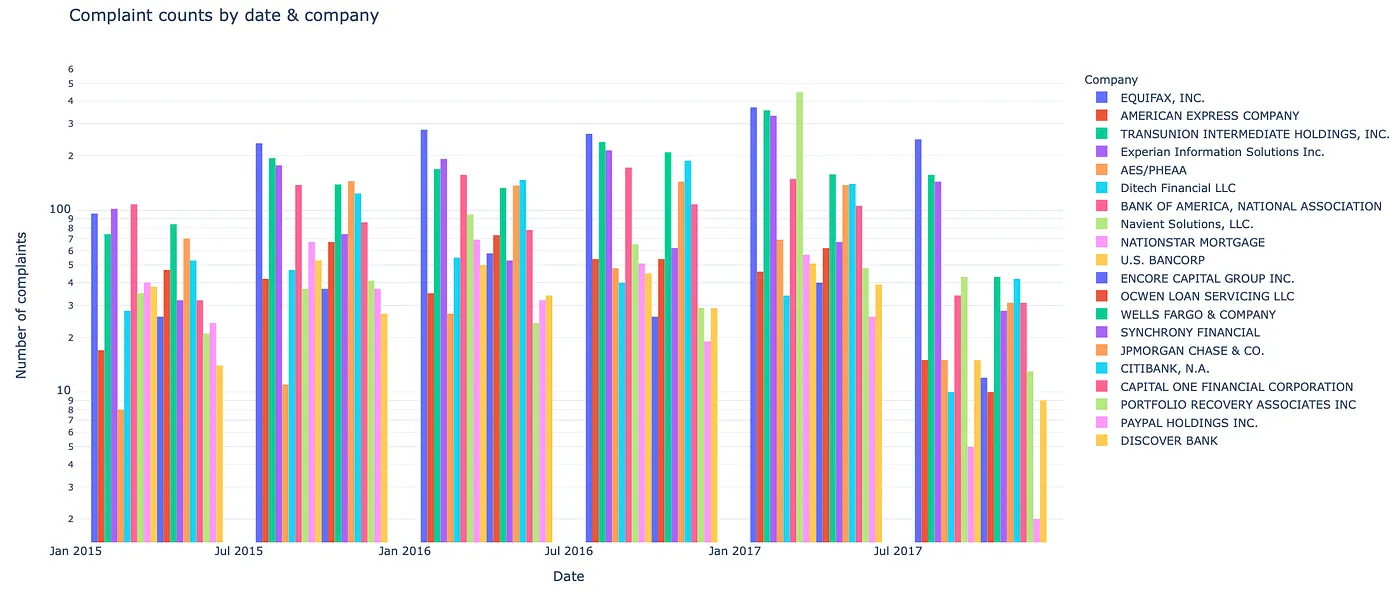 Complaint counts by date & company
Number of complaints
6
5
4
3
2
100
9
8
7
6
5
4
3
2
10
9
8
7
6
5
4
3
2
Jan 2015 Jul 2015 Jan 2016 Jul 2016 Jan 2017 Jul 2017
Date
Company
EQUIFAX, INC.
AMERICAN EXPRESS COMPANY
TRANSUNION INTERMEDIATE HOLDINGS, INC.
Experian Information Solutions Inc.
AES/PHEAA
Ditech Financial LLC
BANK OF AMERICA, NATIONAL ASSOCIATION
Navient Solutions, LLC.
NATIONSTAR MORTGAGE
U.S. BANCORP
ENCORE CAPITAL GROUP INC.
OCWEN LOAN SERVICING LLC
WELLS FARGO & COMPANY
SYNCHRONY FINANCIAL
JPMORGAN CHASE & CO.
CITIBANK, N.A.
CAPITAL ONE FINANCIAL CORPORATION
PORTFOLIO RECOVERY ASSOCIATES INC
PAYPAL HOLDINGS INC.
DISCOVER BANK